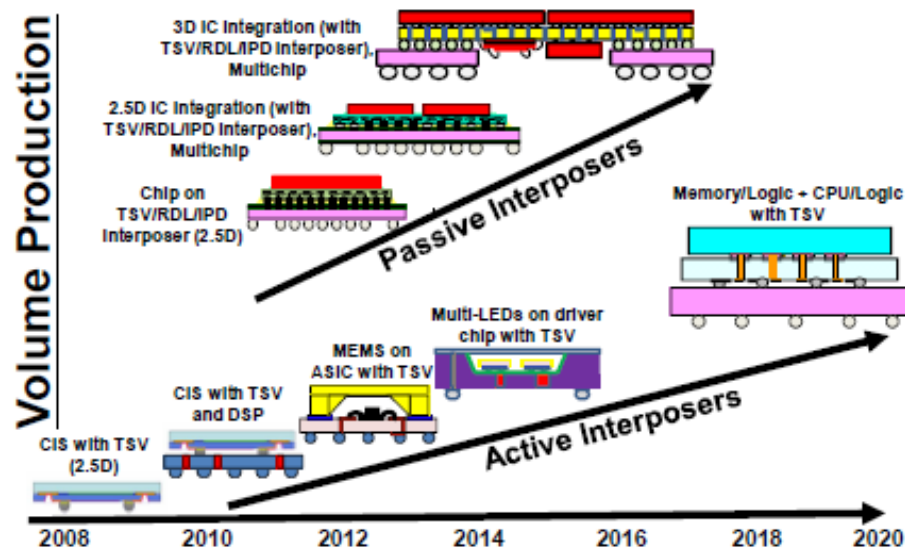 Volume Production
3D IC Integration (with
TSV/RDL/IPD Interposer),
Multichip
2.5D IC Integration (with
TSV/RDL/IPD Interposer),
Multichip
Chip on
TSV/RDL/IPD
Interposer (2.5D)
Passive Interposers
Memory/Logic + CPU/Logic
with TSV
Multi-LEDs on driver
chip with TSV
MEMS on
ASIC with TSV
CIS with TSV
and DSP
CIS with TSV
(2.5D)
Active Interposers
2008 2010 2012 2014 2016 2018 2020